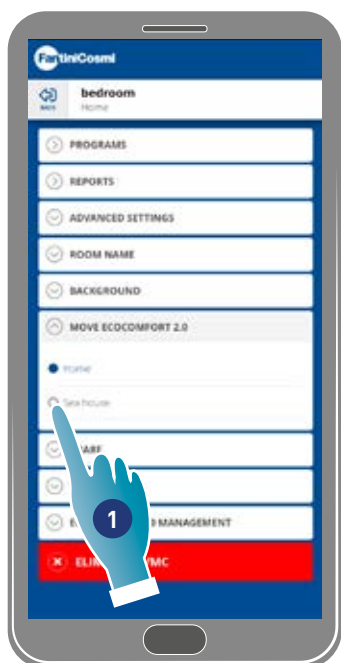 FantiniCosmi
BACK
bedroom
Home
PROGRAMS
REPORTS
ADVANCED SETTINGS
ROOM NAME
BACKGROUND
MOVE ECOCOMFORT 2.0
Home
Sea house
1
MANAGEMENT